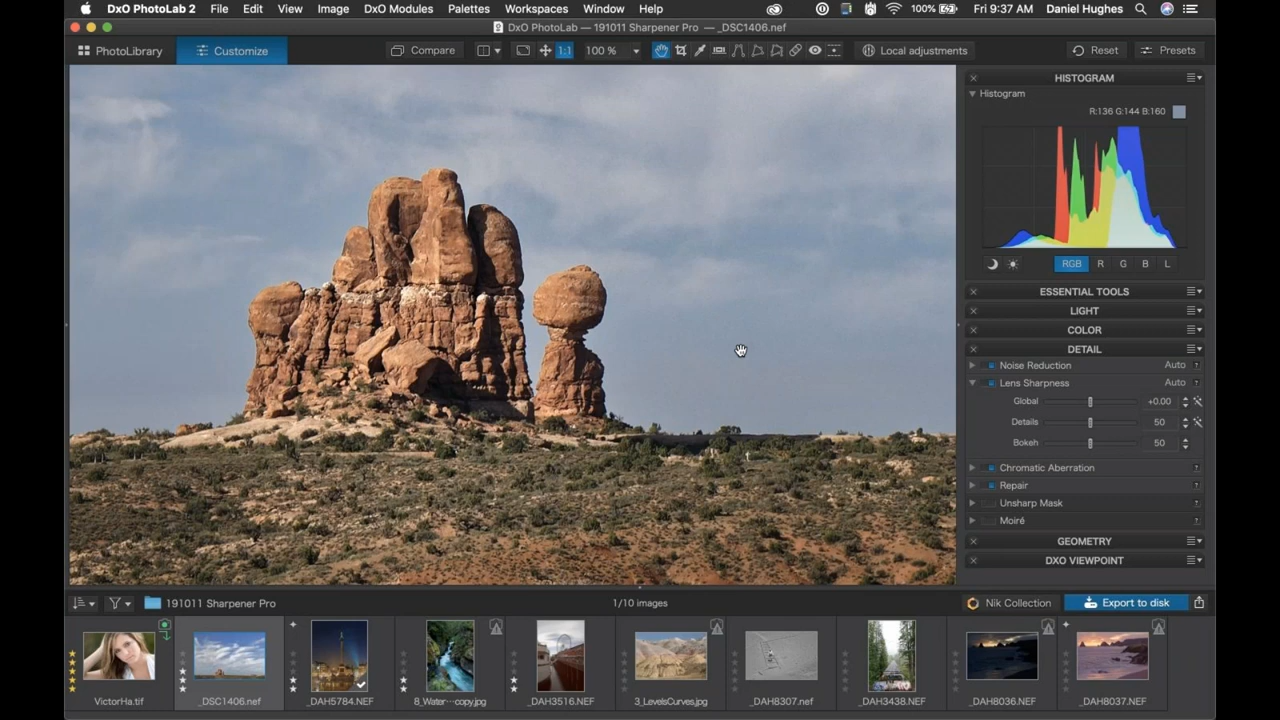 DxO PhotoLab 2 File Edit View Image DxO Modules Palettes Workspaces Window Help 100% Fri 9:37 AM Daniel Hughes
DxO PhotoLab 2 — 191011 Sharpener Pro — _DSC1406.nef
PhotoLibrary Customize Compare 1:1 100 % Local adjustments Reset Presets
HISTOGRAM
Histogram
R:136 G:144 B:160
RGB R G B L
ESSENTIAL TOOLS
LIGHT
COLOR
DETAIL
Noise Reduction Auto ?
Lens Sharpness Auto ?
Global +0.00
Details 50
Bokeh 50
Chromatic Aberration ?
Repair ?
Unsharp Mask ?
Moiré ?
GEOMETRY
DXO VIEWPOINT
191011 Sharpener Pro 1/10 images Nik Collection Export to disk
VictorHa.tif _DSC1406.nef _DAH5784.NEF 8_Water···copy.jpg _DAH3516.NEF 3_LevelsCurves.jpg _DAH8307.nef _DAH3438.NEF _DAH8036.NEF _DAH8037.NEF